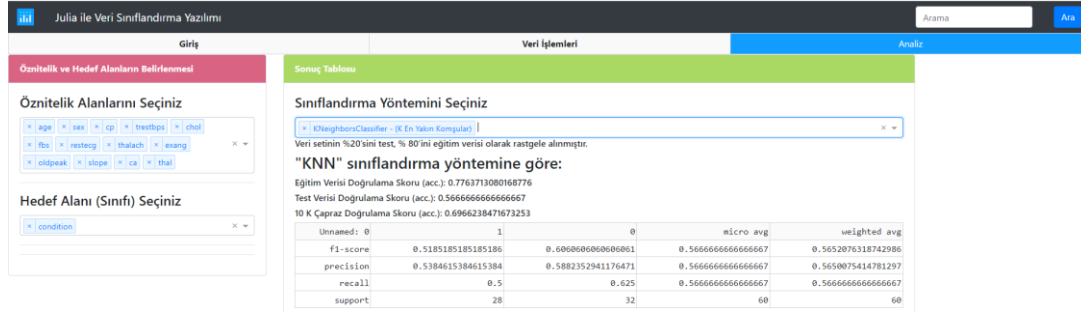 Julia ile Veri Sınıflandırma Yazılımı
Arama
Ara
Giriş
Veri İşlemleri
Analiz
Öznitelik ve Hedef Alanların Belirlenmesi
Öznitelik Alanlarını Seçiniz
× age × sex × cp × trestbps × chol
× fbs × restecg × thalach × exang
× oldpeak × slope × ca × thal
Hedef Alanı (Sınıfı) Seçiniz
× condition
Sonuç Tablosu
Sınıflandırma Yöntemini Seçiniz
× KNeighborsClassifier - (K En Yakın Komşular)
Veri setinin %20'sini test, % 80'ini eğitim verisi olarak rastgele alınmıştır.
"KNN" sınıflandırma yöntemine göre:
Eğitim Verisi Doğrulama Skoru (acc.): 0.7763713080168776
Test Verisi Doğrulama Skoru (acc.): 0.5666666666666667
10 K Çapraz Doğrulama Skoru (acc.): 0.6966238471673253
Unnamed: 0 1 0 micro avg weighted avg
f1-score 0.5185185185185186 0.6060606060606061 0.5666666666666667 0.5652076318742986
precision 0.5384615384615384 0.5882352941176471 0.5666666666666667 0.5650075414781297
recall 0.5 0.625 0.5666666666666667 0.5666666666666667
support 28 32 60 60